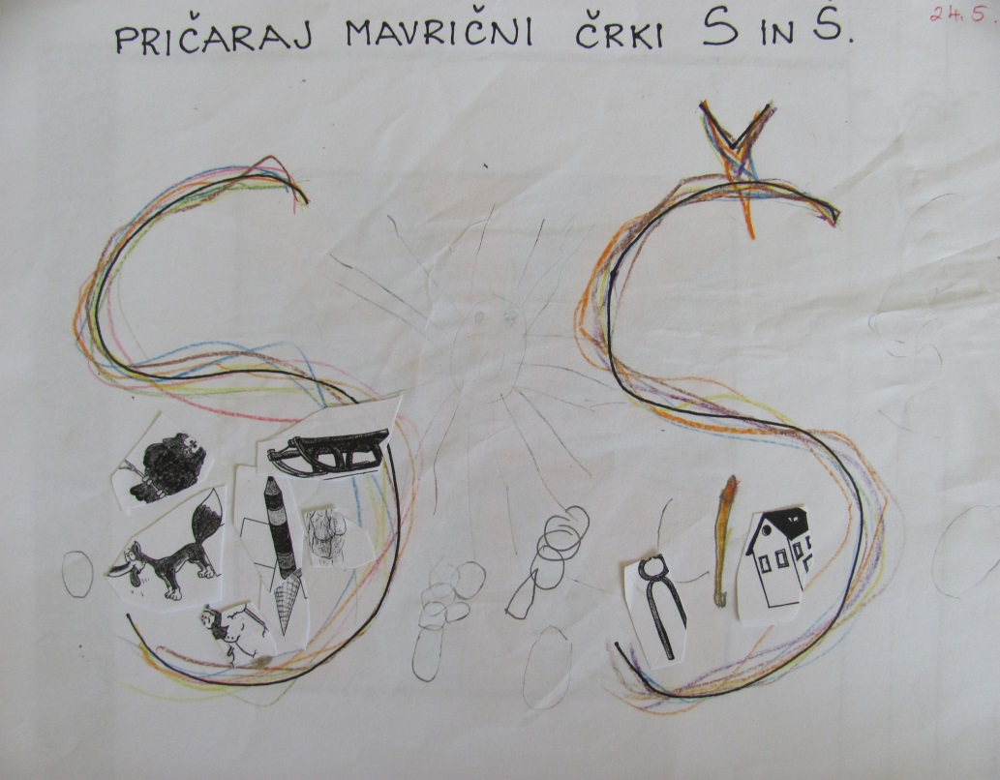 PRIČARAJ MAVRIČNI ČRKI S IN Š.
24.5.
S Š